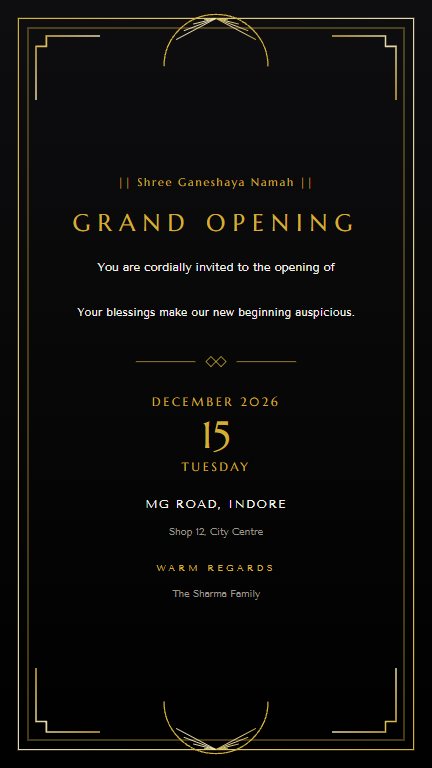 || Shree Ganeshaya Namah ||
GRAND OPENING
You are cordially invited to the opening of
Your blessings make our new beginning auspicious.
DECEMBER 2026
15
TUESDAY
MG ROAD, INDORE
Shop 12, City Centre
WARM REGARDS
The Sharma Family